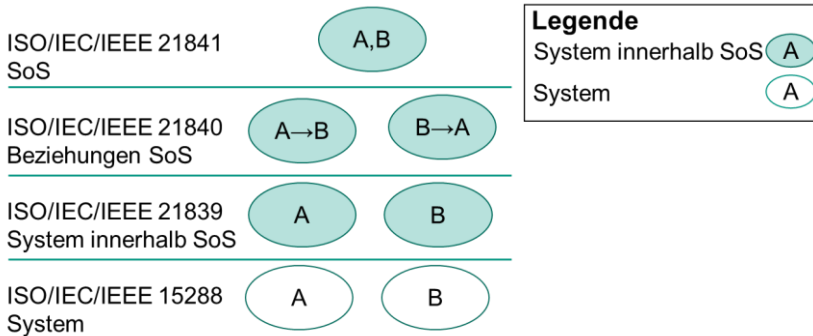 ISO/IEC/IEEE 21841
SoS
A,B
ISO/IEC/IEEE 21840
Beziehungen SoS
A→B
B→A
ISO/IEC/IEEE 21839
System innerhalb SoS
A
B
ISO/IEC/IEEE 15288
System
A
B
Legende
System innerhalb SoS A
System A